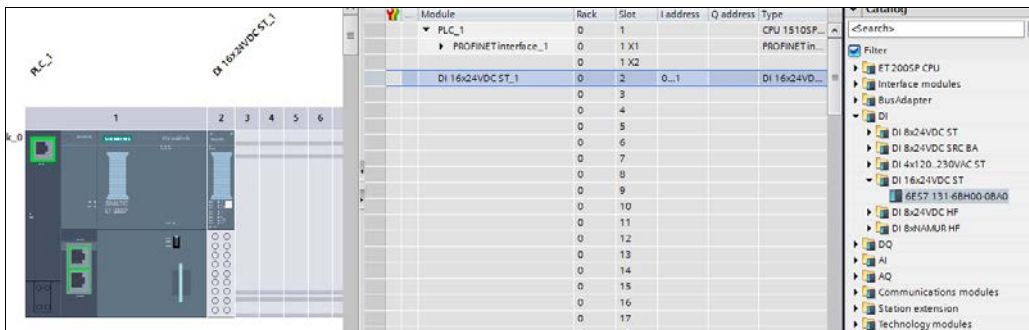 PLC_1
DI 16x24VDC ST_1
1 2 3 4 5 6
k_0
SIEMENS
... Module Rack Slot I address Q address Type
PLC_1 0 1 CPU 1510SP...
PROFINET interface_1 0 1 X1 PROFINET in...
0 1 X2
DI 16x24VDC ST_1 0 2 0...1 DI 16x24VD...
0 3
0 4
0 5
0 6
0 7
0 8
0 9
0 10
0 11
0 12
0 13
0 14
0 15
0 16
0 17
Catalog
<Search>
Filter
ET 200SP CPU
Interface modules
BusAdapter
DI
DI 8x24VDC ST
DI 8x24VDC SRC BA
DI 4x120..230VAC ST
DI 16x24VDC ST
6ES7 131-6BH00-0BA0
DI 8x24VDC HF
DI 8xNAMUR HF
DQ
AI
AQ
Communications modules
Station extension
Technology modules